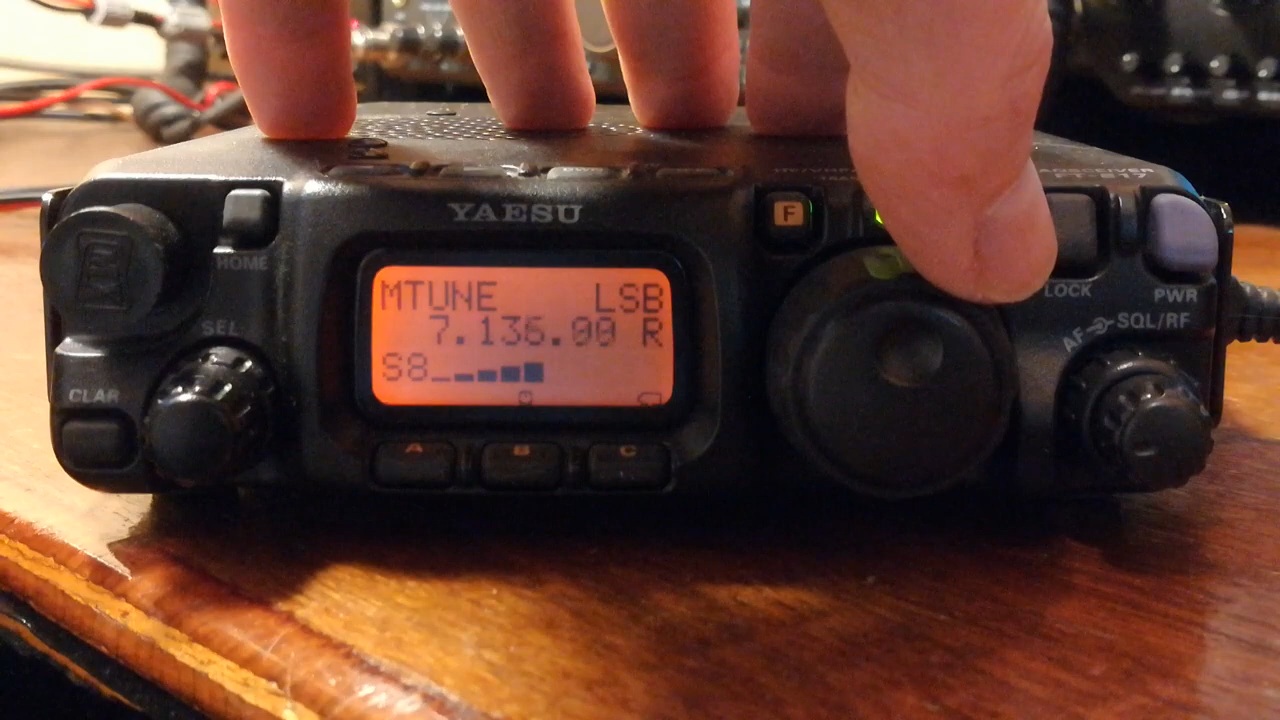 YAESU
F
HOME
MTUNE LSB
7.136.00 R
S8
SEL
CLAR
A B C
LOCK
PWR
AF SQL/RF